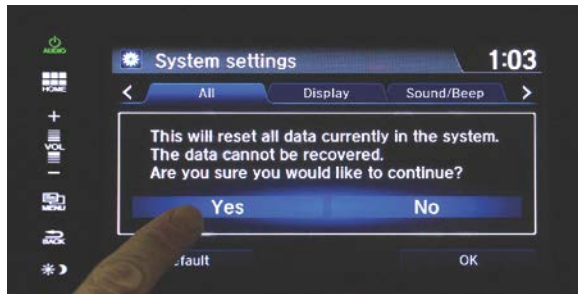 AUDIO
System settings
1:03
HOME
< All Display Sound/Beep >
+
VOL
-
This will reset all data currently in the system.
The data cannot be recovered.
Are you sure you would like to continue?
Yes No
MENU
BACK
efault OK